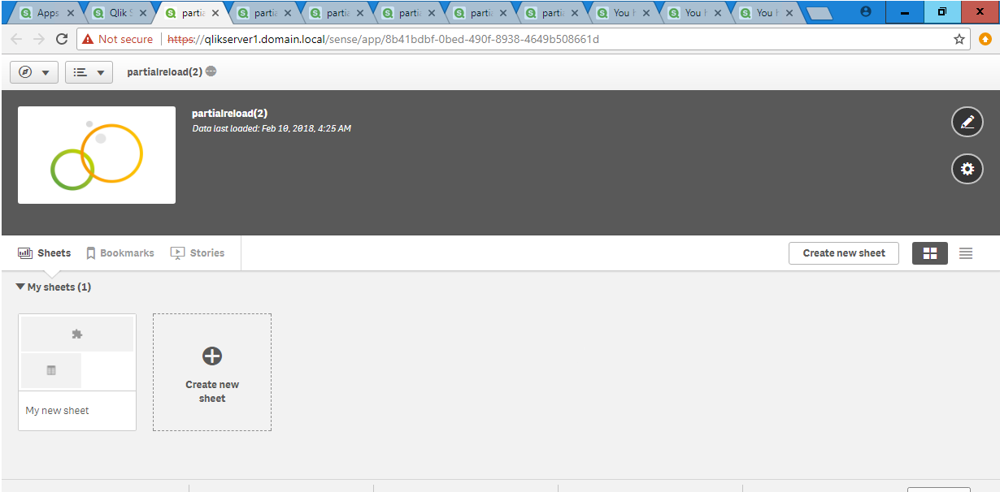 Apps
Qlik S
partia
partia
partia
partia
partia
partia
You h
You h
You h
Not secure
https://qlikserver1.domain.local/sense/app/8b41bdbf-0bed-490f-8938-4649b508661d
partialreload(2)
partialreload(2)
Data last loaded: Feb 10, 2018, 4:25 AM
Sheets
Bookmarks
Stories
Create new sheet
My sheets (1)
Create new
sheet
My new sheet